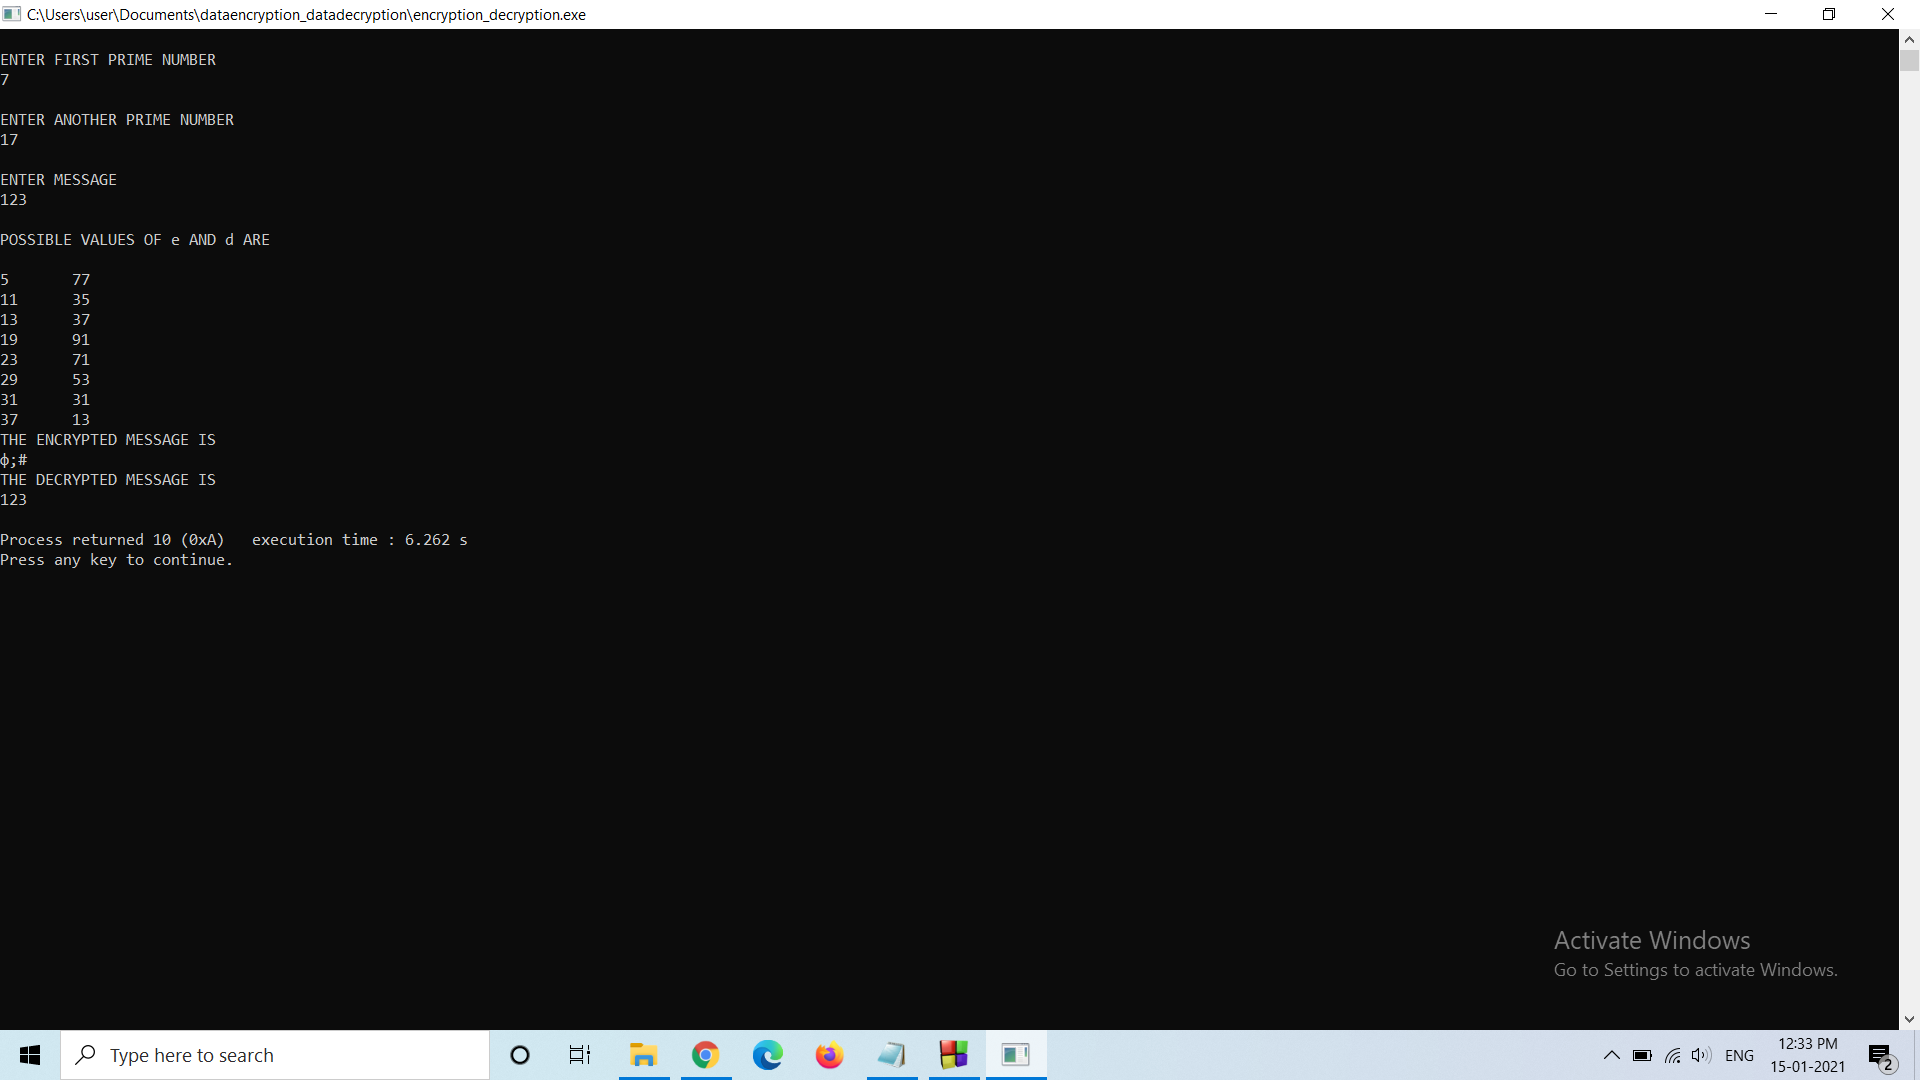 C:\Users\user\Documents\dataencryption_datadecryption\encryption_decryption.exe
ENTER FIRST PRIME NUMBER
7
ENTER ANOTHER PRIME NUMBER
17
ENTER MESSAGE
123
POSSIBLE VALUES OF e AND d ARE
5 77
11 35
13 37
19 91
23 71
29 53
31 31
37 13
THE ENCRYPTED MESSAGE IS
ϕ;#
THE DECRYPTED MESSAGE IS
123
Process returned 10 (0xA) execution time : 6.262 s
Press any key to continue.
Activate Windows
Go to Settings to activate Windows.
Type here to search
ENG
12:33 PM
15-01-2021
2